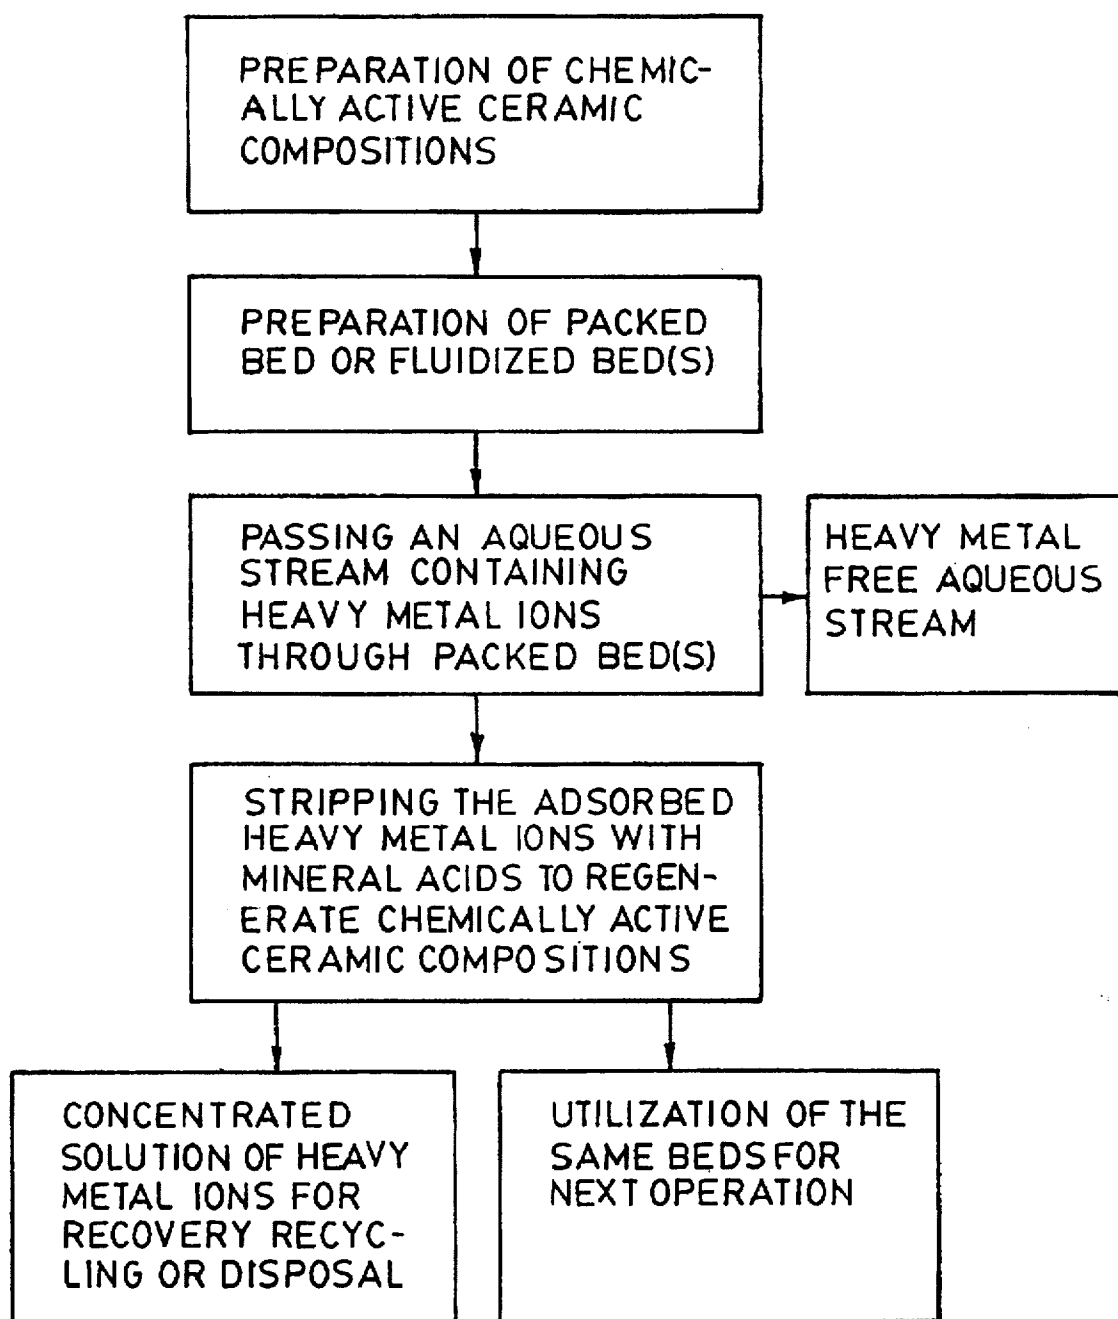 PREPARATION OF CHEMIC-
ALLY ACTIVE CERAMIC
COMPOSITIONS
PREPARATION OF PACKED
BED OR FLUIDIZED BED(S)
PASSING AN AQUEOUS
STREAM CONTAINING
HEAVY METAL IONS
THROUGH PACKED BED(S)
HEAVY METAL
FREE AQUEOUS
STREAM
STRIPPING THE ADSORBED
HEAVY METAL IONS WITH
MINERAL ACIDS TO REGEN-
ERATE CHEMICALLY ACTIVE
CERAMIC COMPOSITIONS
CONCENTRATED
SOLUTION OF HEAVY
METAL IONS FOR
RECOVERY RECYC-
LING OR DISPOSAL
UTILIZATION OF THE
SAME BEDS FOR
NEXT OPERATION